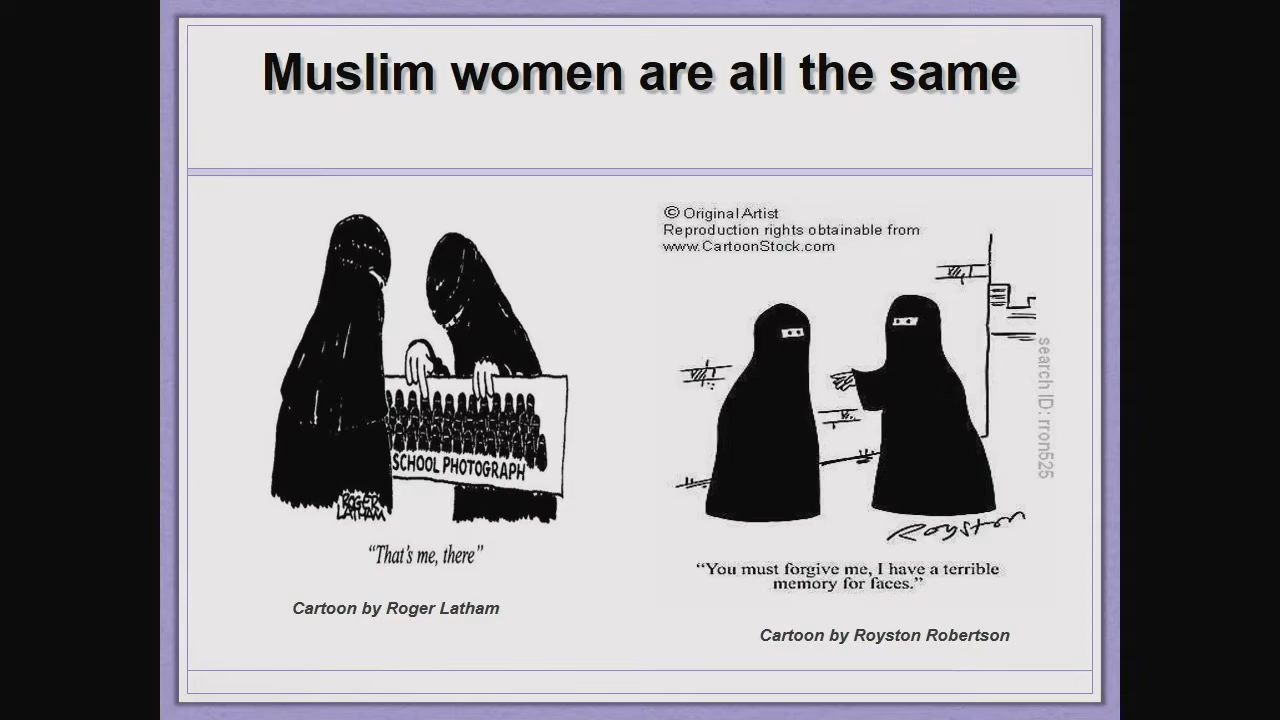 Muslim women are all the same
SCHOOL PHOTOGRAPH
ROGER
LATHAM
“That’s me, there”
Cartoon by Roger Latham
© Original Artist
Reproduction rights obtainable from
www.CartoonStock.com
search ID: rron525
Royston
“You must forgive me, I have a terrible
memory for faces.”
Cartoon by Royston Robertson